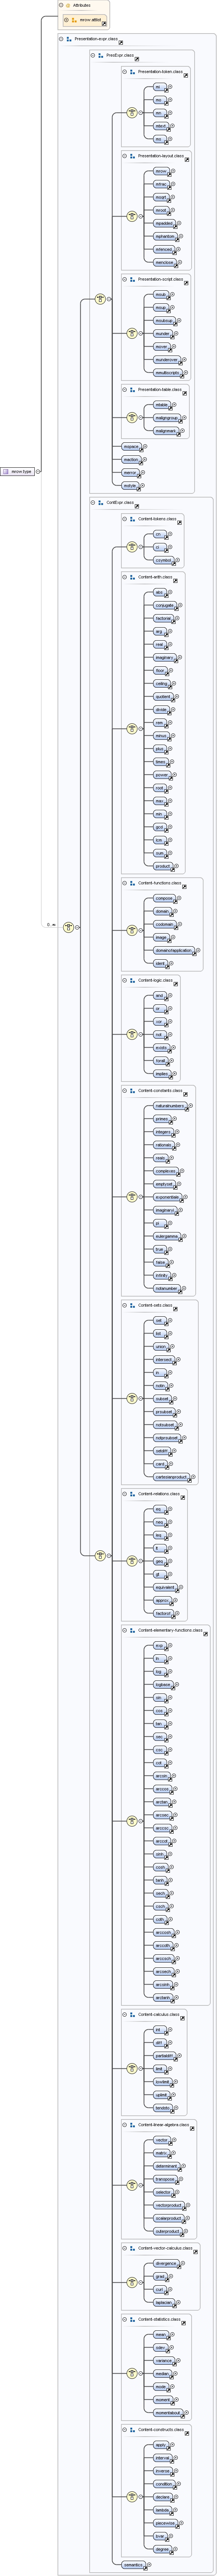 Attributes
mrow.attlist
Presentation-expr.class
PresExpr.class
Presentation-token.class
mi
mo
mn
mtext
ms
Presentation-layout.class
mrow
mfrac
msqrt
mroot
mpadded
mphantom
mfenced
menclose
Presentation-script.class
msub
msup
msubsup
munder
mover
munderover
mmultiscripts
Presentation-table.class
mtable
maligngroup
malignmark
mspace
maction
merror
mstyle
mrow.type
ContExpr.class
Content-tokens.class
ci
cn
csymbol
Content-arith.class
abs
conjugate
factorial
arg
real
imaginary
floor
ceiling
quotient
divide
rem
minus
plus
times
power
root
max
min
gcd
lcm
sum
product
Content-functions.class
compose
domain
codomain
image
domainofapplication
ident
Content-logic.class
and
or
xor
not
exists
forall
implies
0..∞
Content-constants.class
naturalnumbers
primes
integers
rationals
reals
complexes
emptyset
exponentiale
imaginaryi
pi
eulergamma
true
false
infinity
notanumber
Content-sets.class
set
list
union
intersect
in
notin
subset
prsubset
notsubset
notprsubset
setdiff
card
cartesianproduct
Content-relations.class
eq
neq
leq
lt
geq
gt
equivalent
approx
factorof
Content-elementary-functions.class
exp
ln
log
logbase
sin
cos
tan
sec
csc
cot
arcsin
arccos
arctan
arcsec
arccsc
arccot
sinh
cosh
tanh
sech
csch
coth
arccosh
arccoth
arccsch
arcsech
arcsinh
arctanh
Content-calculus.class
int
diff
partialdiff
limit
lowlimit
uplimit
tendsto
Content-linear-algebra.class
vector
matrix
determinant
transpose
selector
vectorproduct
scalarproduct
outerproduct
Content-vector-calculus.class
divergence
grad
curl
laplacian
Content-statistics.class
mean
sdev
variance
median
mode
moment
momentabout
Content-constructs.class
apply
interval
inverse
condition
declare
lambda
piecewise
bvar
degree
semantics